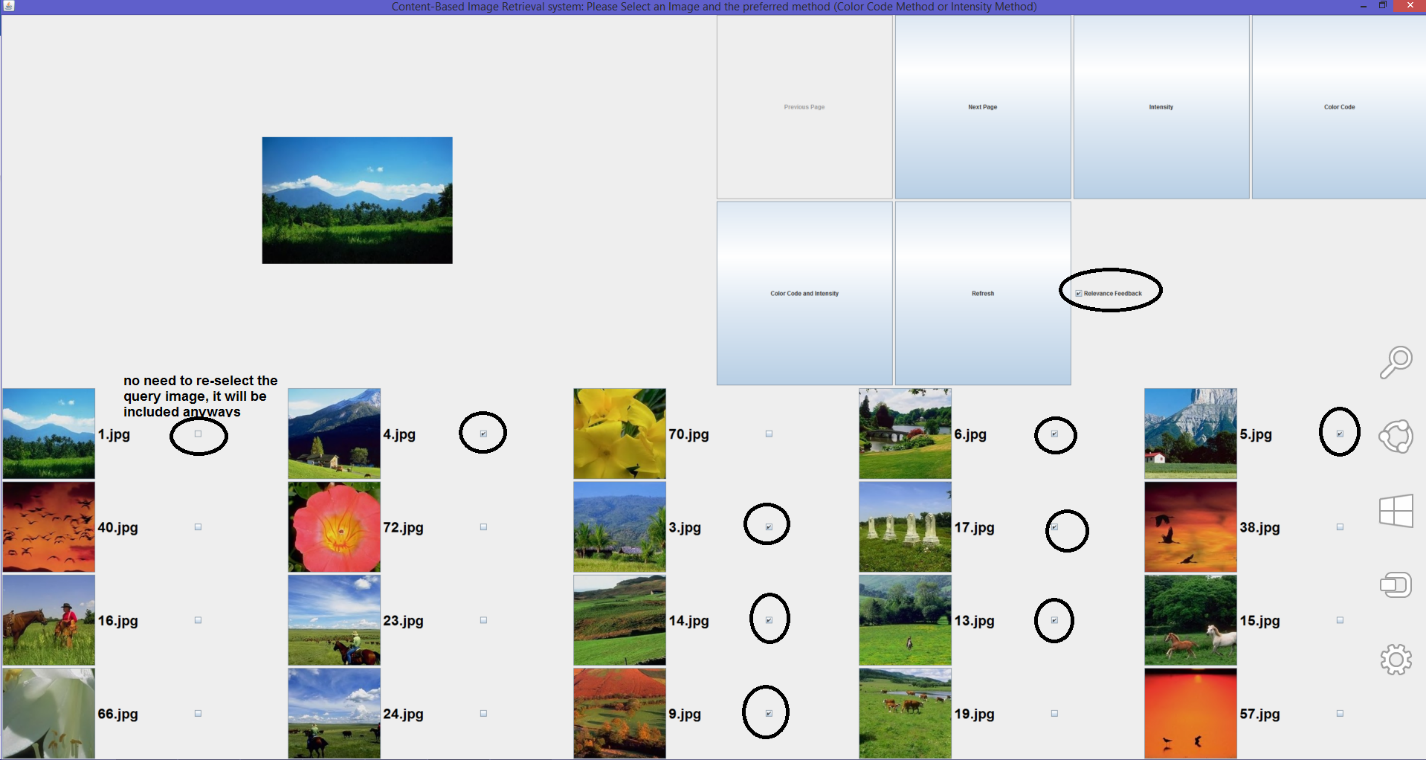 Content-Based Image Retrieval system: Please Select an Image and the preferred method (Color Code Method or Intensity Method)
Previous Page
Next Page
Intensity
Color Code
Color Code and Intensity
Refresh
Relevance Feedback
no need to re-select the
query image, it will be
included anyways
1.jpg
4.jpg
70.jpg
6.jpg
5.jpg
40.jpg
72.jpg
3.jpg
17.jpg
38.jpg
16.jpg
23.jpg
14.jpg
13.jpg
15.jpg
66.jpg
24.jpg
9.jpg
19.jpg
57.jpg